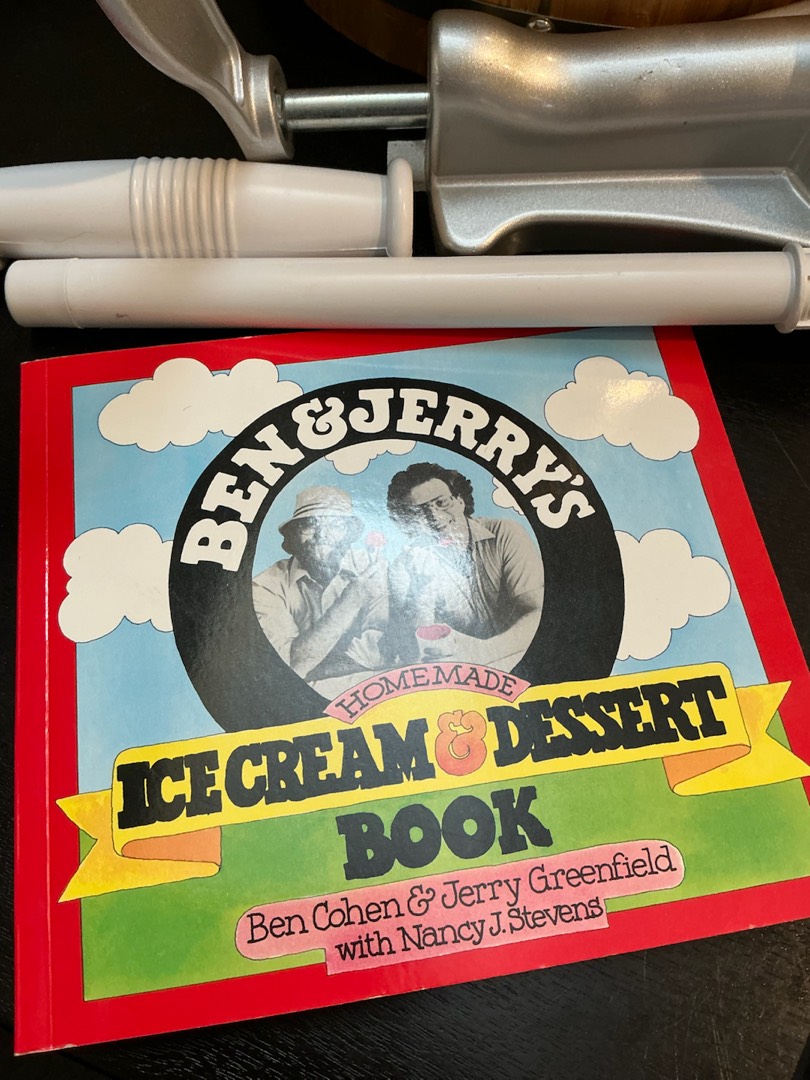 BEN & JERRY'S
HOMEMADE
ICE CREAM & DESSERT
BOOK
Ben Cohen & Jerry Greenfield
with Nancy J. Stevens